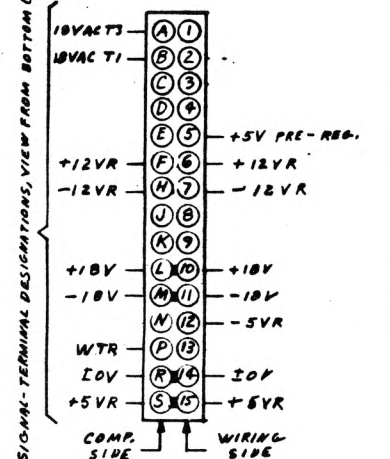 SIGNAL-TERMINAL DESIGNATIONS, VIEW FROM BOTTOM
18VAC T3 A 1
18VAC T1 B 2
C 3
D 4
E 5 +5V PRE-REG.
+12VR F 6 +12VR
-12VR H 7 -12VR
J 8
K 9
+18V L 10 +18V
-18V M 11 -18V
N 12 -5VR
WTR P 13
±0V R 14 ±0V
+5VR S 15 +5VR
COMP. SIDE
WIRING SIDE